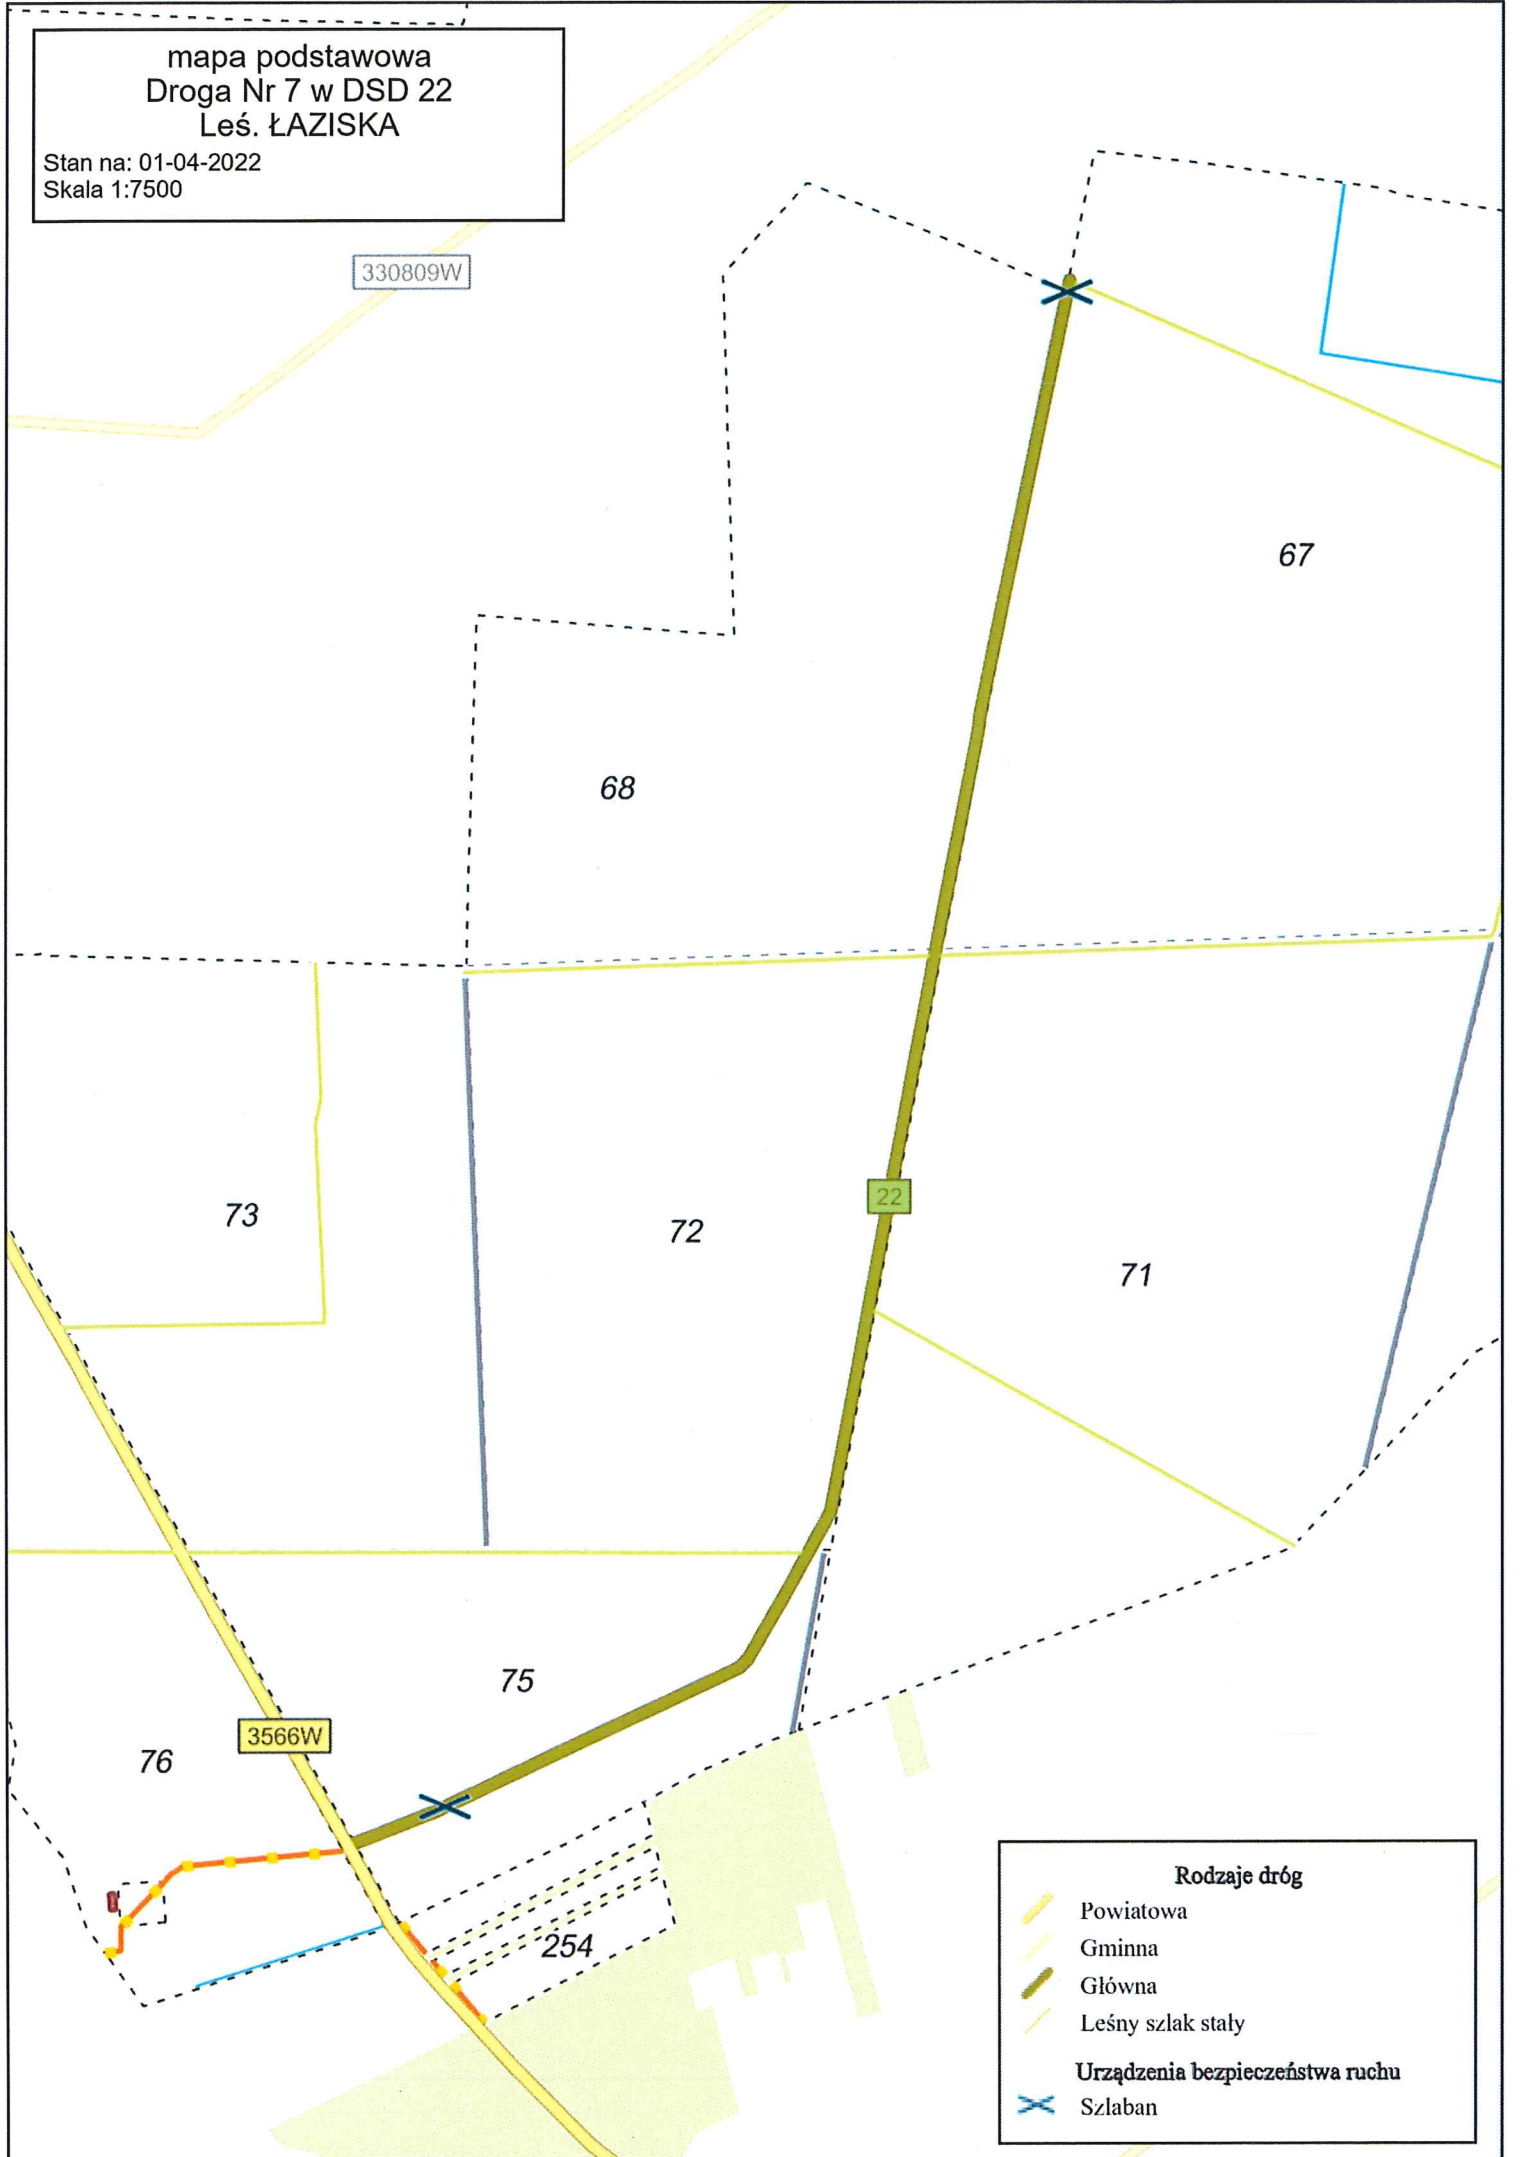 mapa podstawowa
Droga Nr 7 w DSD 22
Leś. ŁAZISKA
Stan na: 01-04-2022
Skala 1:7500
330809W
67
68
73
72
22
71
75
3566W
76
254
Rodzaje dróg
Powiatowa
Gminna
Główna
Leśny szlak stały
Urządzenia bezpieczeństwa ruchu
Szlaban